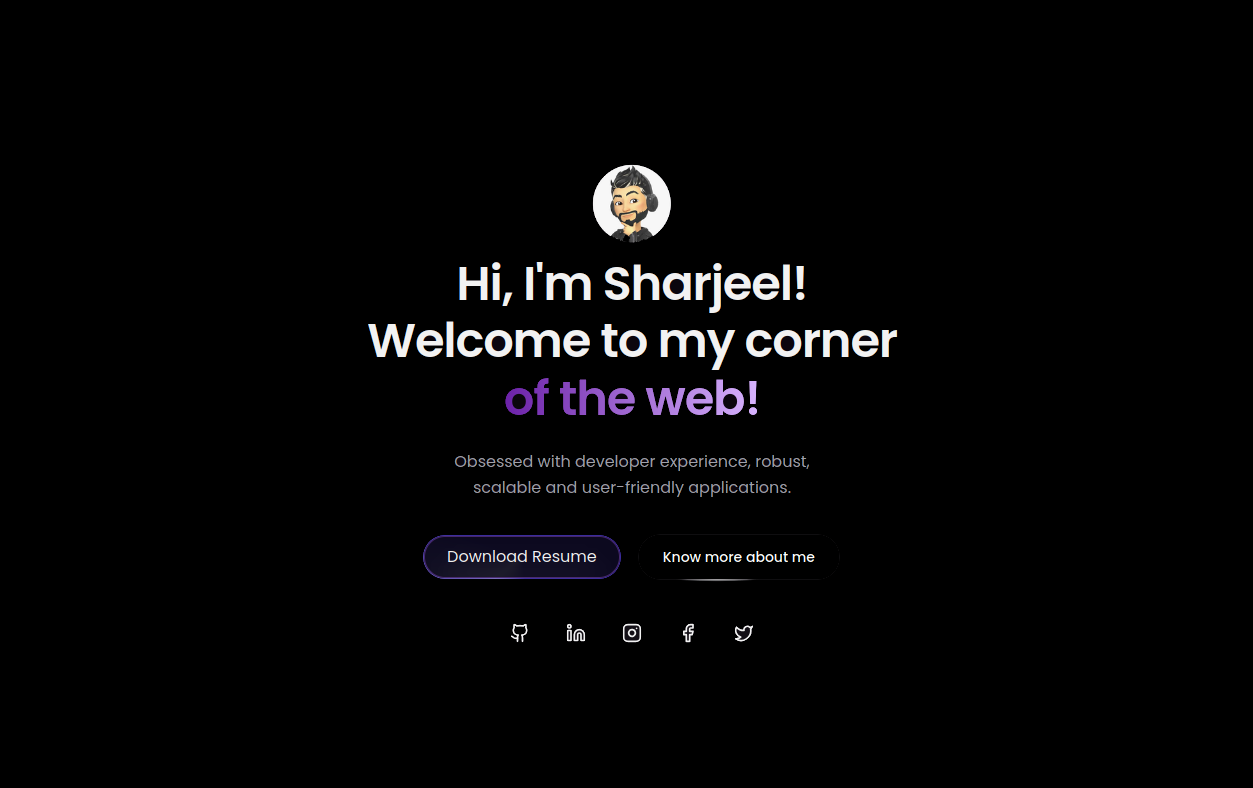 Hi, I'm Sharjeel!
Welcome to my corner
of the web!
Obsessed with developer experience, robust,
scalable and user-friendly applications.
Download Resume
Know more about me